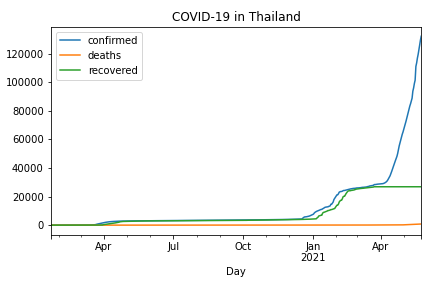 COVID-19 in Thailand
confirmed
deaths
recovered
120000
100000
80000
60000
40000
20000
0
Apr Jul Oct Jan Apr
2021
Day